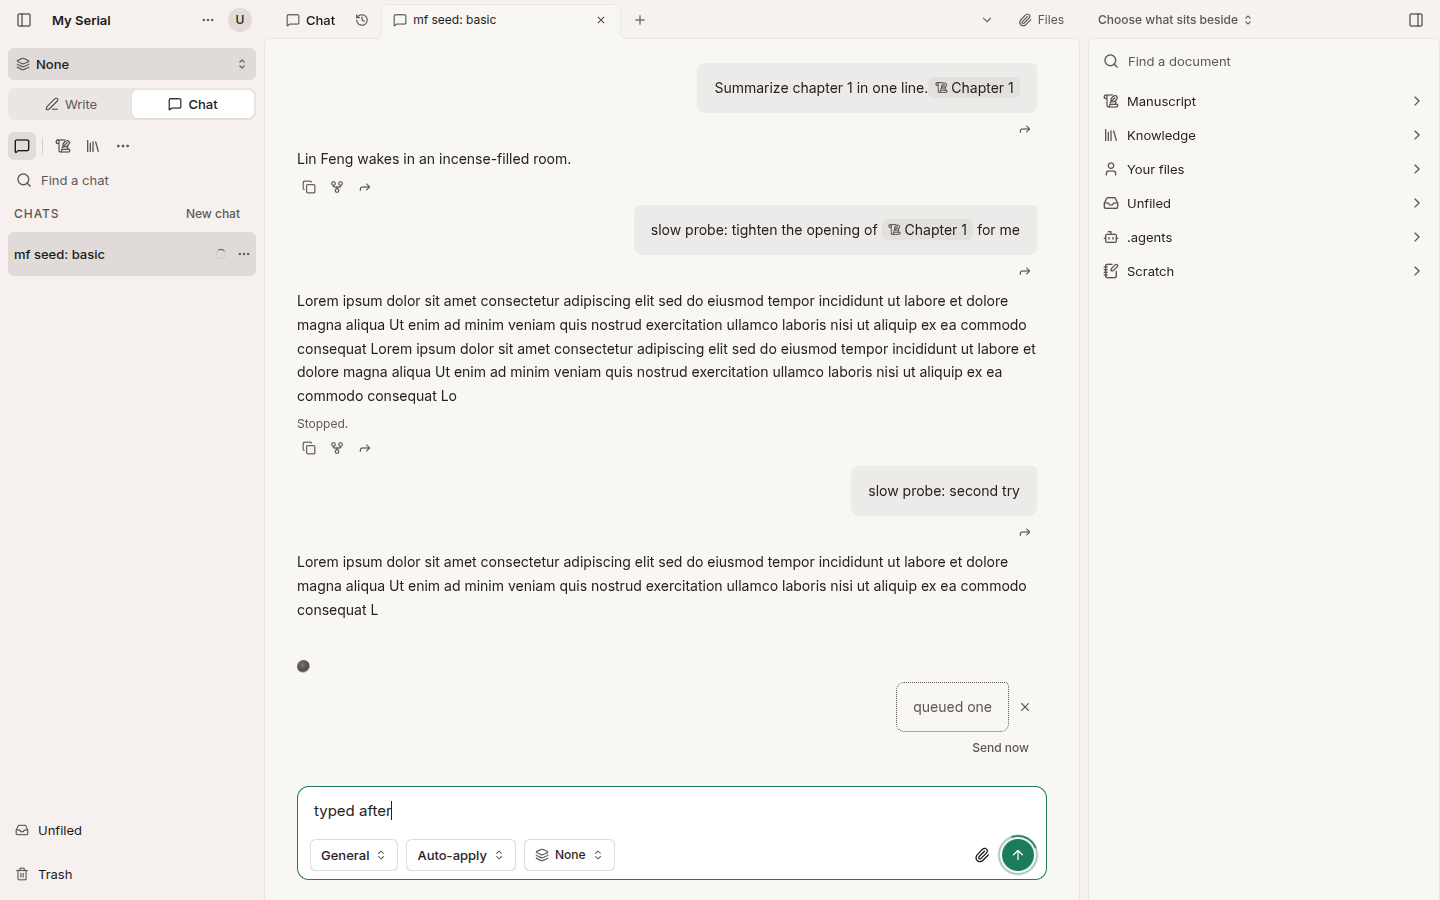 My Serial
U
None
Write
Chat
Find a chat
CHATS
New chat
mf seed: basic
Unfiled
Trash
Chat
mf seed: basic
Files
Summarize chapter 1 in one line. Chapter 1
Lin Feng wakes in an incense-filled room.
slow probe: tighten the opening of Chapter 1 for me
Lorem ipsum dolor sit amet consectetur adipiscing elit sed do eiusmod tempor incididunt ut labore et dolore
magna aliqua Ut enim ad minim veniam quis nostrud exercitation ullamco laboris nisi ut aliquip ex ea commodo
consequat Lorem ipsum dolor sit amet consectetur adipiscing elit sed do eiusmod tempor incididunt ut labore et
dolore magna aliqua Ut enim ad minim veniam quis nostrud exercitation ullamco laboris nisi ut aliquip ex ea
commodo consequat Lo
Stopped.
slow probe: second try
Lorem ipsum dolor sit amet consectetur adipiscing elit sed do eiusmod tempor incididunt ut labore et dolore
magna aliqua Ut enim ad minim veniam quis nostrud exercitation ullamco laboris nisi ut aliquip ex ea commodo
consequat L
queued one
Send now
typed after
General
Auto-apply
None
Choose what sits beside
Find a document
Manuscript
Knowledge
Your files
Unfiled
.agents
Scratch